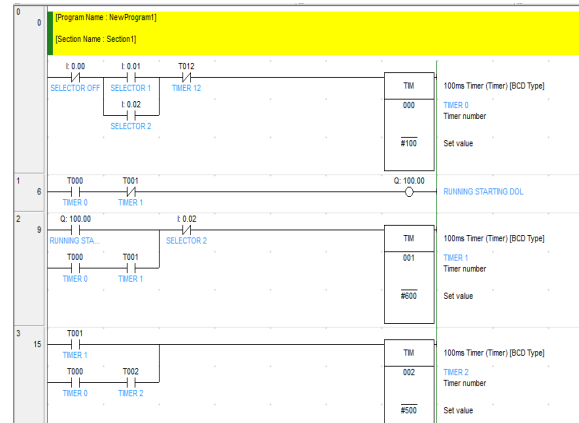 0
0
[Program Name : NewProgram1]
[Section Name : Section1]
I: 0.00 I: 0.01 T012
SELECTOR OFF SELECTOR 1 TIMER 12
I: 0.02
SELECTOR 2
TIM 100ms Timer (Timer) [BCD Type]
000 TIMER 0
Timer number
#100 Set value
1
6
T000 T001 Q: 100.00
TIMER 0 TIMER 1 RUNNING STARTING DOL
2
9
Q: 100.00 I: 0.02
RUNNING STA... SELECTOR 2
T000 T001
TIMER 0 TIMER 1
TIM 100ms Timer (Timer) [BCD Type]
001 TIMER 1
Timer number
#600 Set value
3
15
T001
TIMER 1
T000 T002
TIMER 0 TIMER 2
TIM 100ms Timer (Timer) [BCD Type]
002 TIMER 2
Timer number
#500 Set value